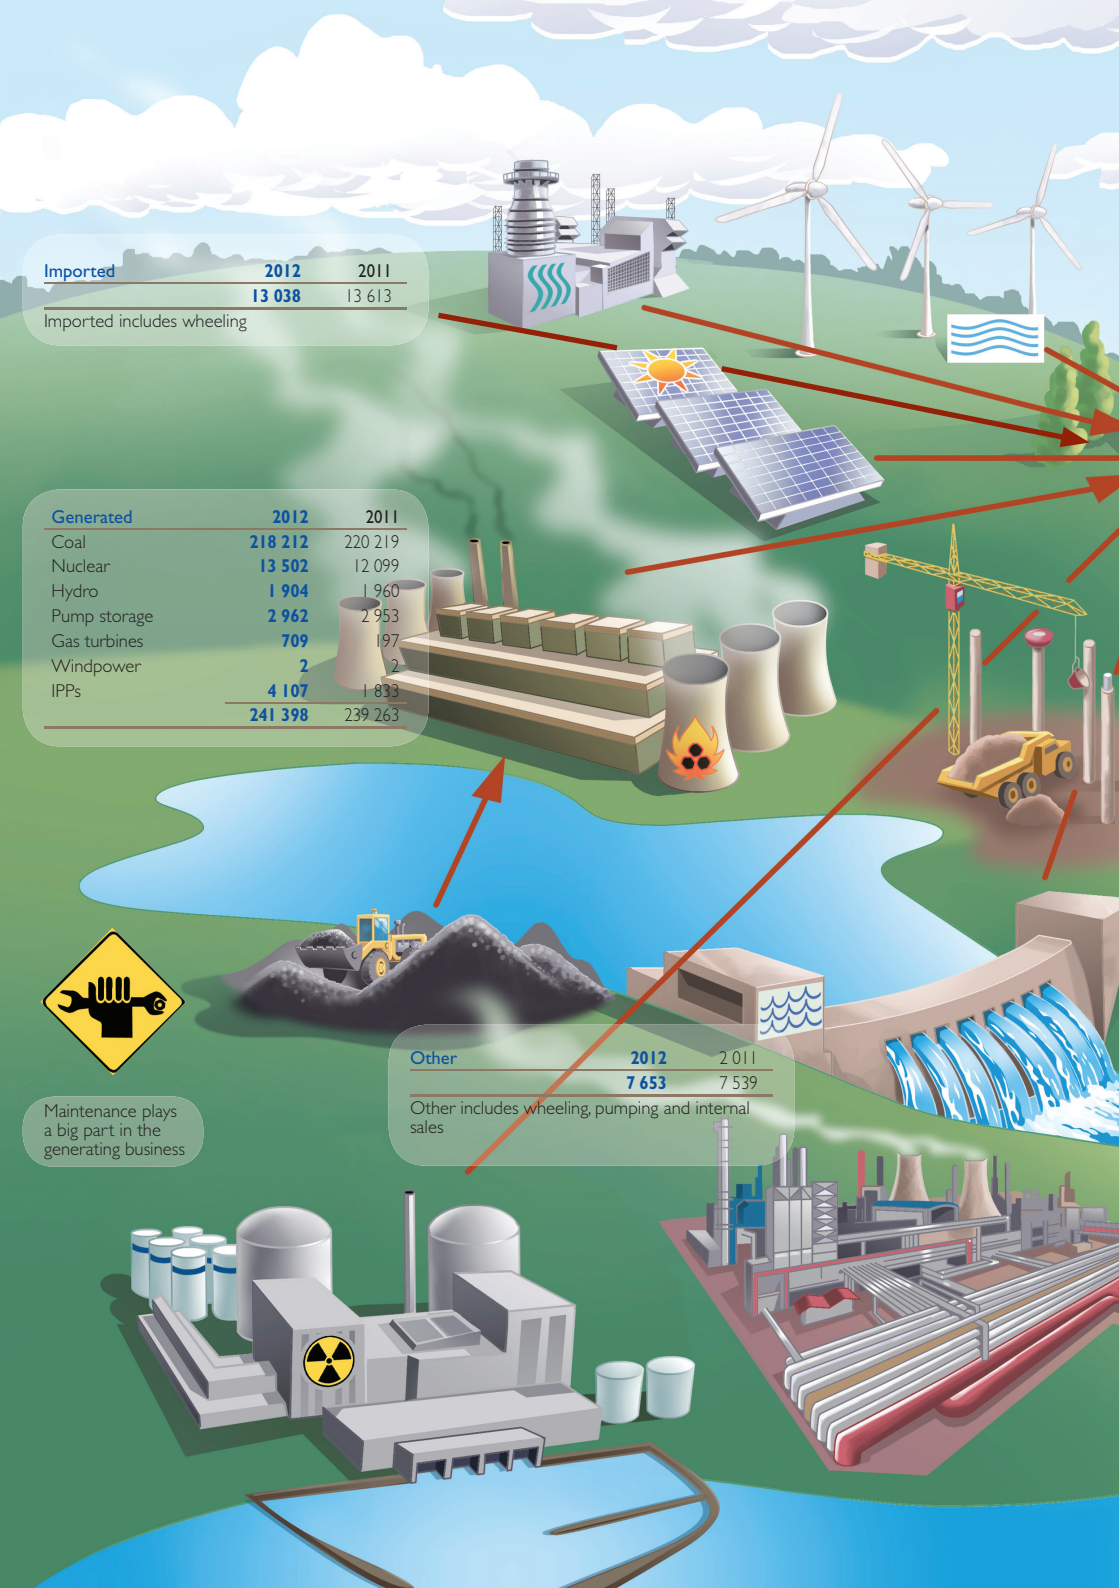 Imported 2012 2011
13 038 13 613
Imported includes wheeling
Generated 2012 2011
Coal 218 212 220 219
Nuclear 13 502 12 099
Hydro 1 904 1 960
Pump storage 2 962 2 953
Gas turbines 709 197
Windpower 2 2
IPPs 4 107 1 833
241 398 239 263
Other 2012 2 011
7 653 7 539
Other includes wheeling, pumping and internal
sales
Maintenance plays
a big part in the
generating business